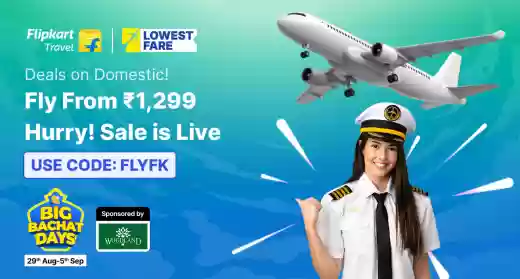 Flipkart
Travel
LOWEST
FARE
Deals on Domestic!
Fly From ₹1,299
Hurry! Sale is Live
USE CODE: FLYFK
BIG
BACHAT
DAYS
29th Aug-5th Sep
Sponsored by